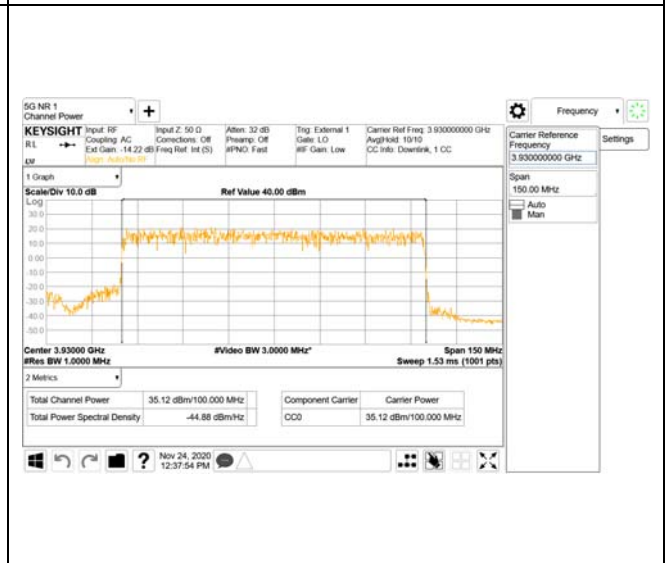 5G NR 1
Channel Power
+
Frequency
KEYSIGHT
RL
Input: RF
Coupling: AC
Ext Gain: -14.22 dB
Align: Auto/No RF
Input Z: 50 Ω
Corrections: Off
Freq Ref: Int (S)
Atten: 32 dB
Preamp: Off
#PNO: Fast
Trig: External 1
Gate: LO
#IF Gain: Low
Carrier Ref Freq: 3.930000000 GHz
Avg|Hold: 10/10
CC Info: Downlink, 1 CC
Carrier Reference
Frequency
3.930000000 GHz
Settings
Span
150.00 MHz
Auto
Man
1 Graph
Scale/Div 10.0 dB
Ref Value 40.00 dBm
Log
30.0
20.0
10.0
0.00
-10.0
-20.0
-30.0
-40.0
-50.0
Center 3.93000 GHz
#Video BW 3.0000 MHz*
Span 150 MHz
#Res BW 1.0000 MHz
Sweep 1.53 ms (1001 pts)
2 Metrics
Total Channel Power 35.12 dBm/100.000 MHz
Total Power Spectral Density -44.88 dBm/Hz
Component Carrier Carrier Power
CC0 35.12 dBm/100.000 MHz
?
Nov 24, 2020
12:37:54 PM